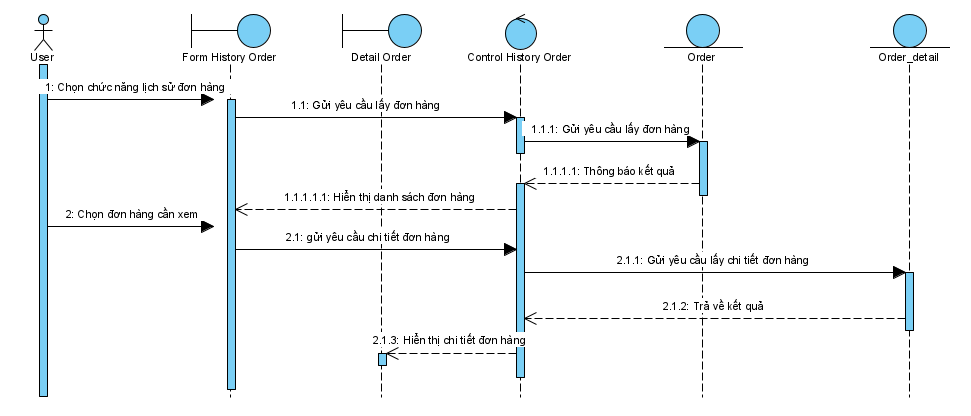 User
Form History Order
Detail Order
Control History Order
Order
Order_detail
1: Chọn chức năng lịch sử đơn hàng
1.1: Gửi yêu cầu lấy đơn hàng
1.1.1: Gửi yêu cầu lấy đơn hàng
1.1.1.1: Thông báo kết quả
1.1.1.1.1: Hiển thị danh sách đơn hàng
2: Chọn đơn hàng cần xem
2.1: gửi yêu cầu chi tiết đơn hàng
2.1.1: Gửi yêu cầu lấy chi tiết đơn hàng
2.1.2: Trả về kết quả
2.1.3: Hiển thị chi tiết đơn hàng